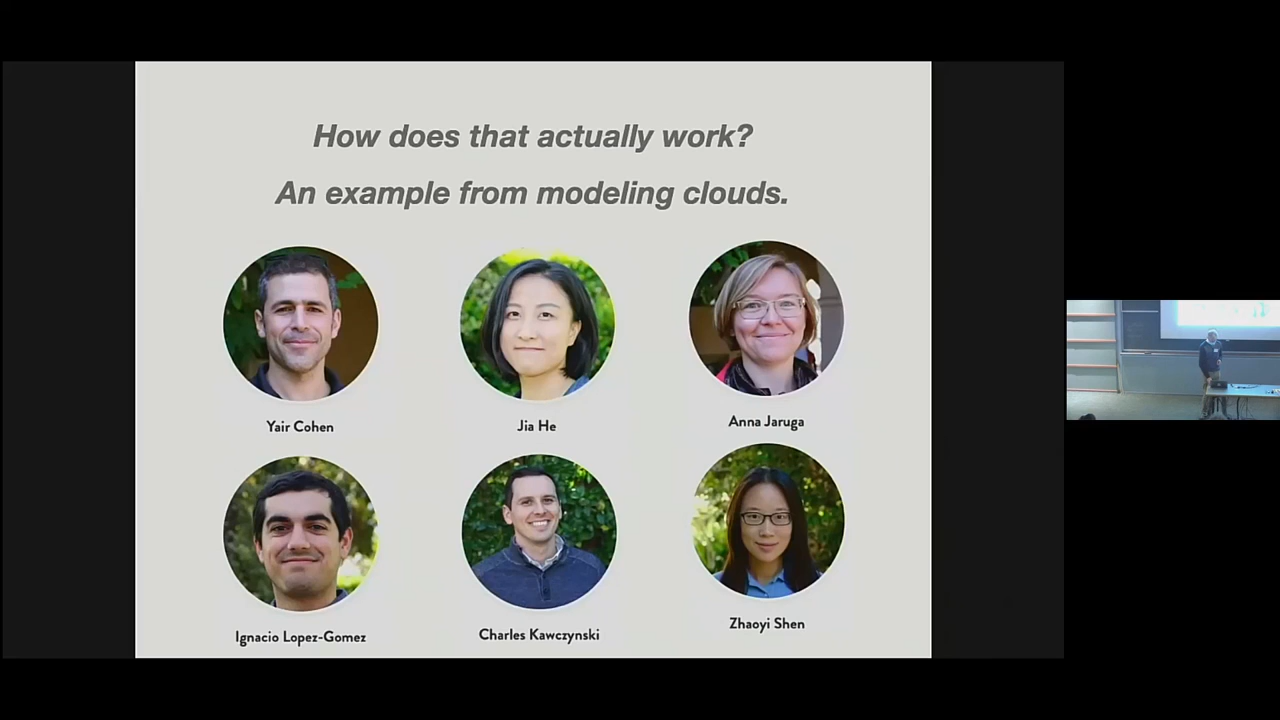 How does that actually work?
An example from modeling clouds.
Yair Cohen
Jia He
Anna Jaruga
Ignacio Lopez-Gomez
Charles Kawczynski
Zhaoyi Shen